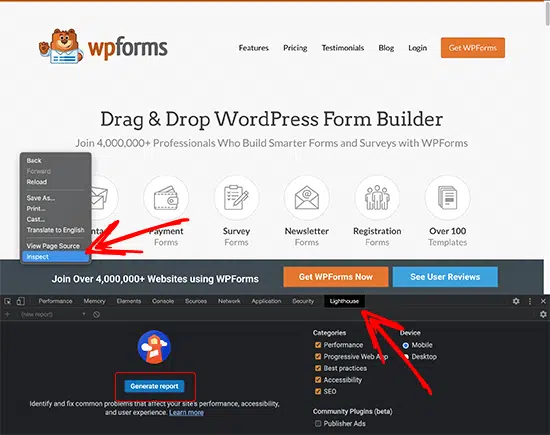 wpforms
Features Pricing Testimonials Blog Login Get WPForms
Drag & Drop WordPress Form Builder
Join 4,000,000+ Professionals Who Build Smarter Forms and Surveys with WPForms
Back
Forward
Reload
Save As...
Print...
Cast...
Translate to English
View Page Source
Inspect
Payment
Forms
Survey
Forms
Newsletter
Forms
Registration
Forms
Over 100
Templates
Join Over 4,000,000+ Websites using WPForms
Get WPForms Now
See User Reviews
Performance Memory Elements Console Sources Network Application Security Lighthouse
(new report)
Generate report
Identify and fix common problems that affect your site's performance, accessibility,
and user experience. Learn more
Categories
Performance
Progressive Web App
Best practices
Accessibility
SEO
Device
Mobile
Desktop
Community Plugins (beta)
Publisher Ads